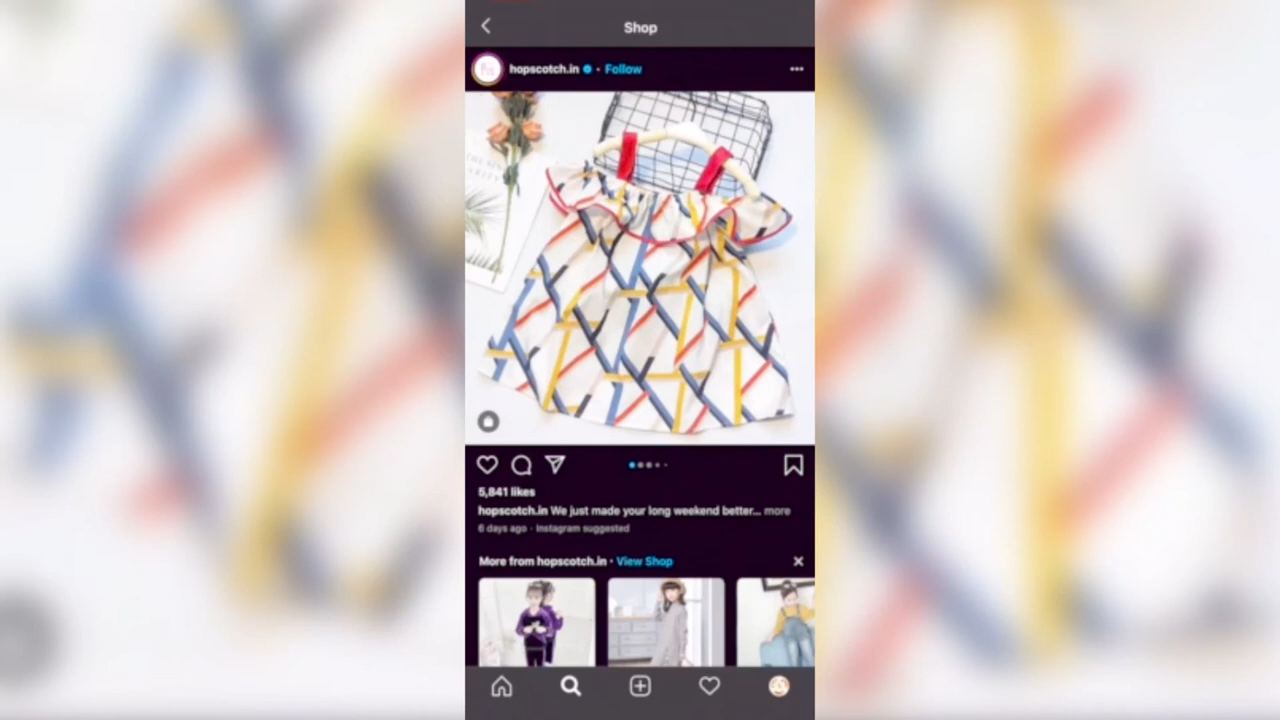 Shop
hopscotch.in • Follow
5,841 likes
hopscotch.in We just made your long weekend better... more
6 days ago · Instagram suggested
More from hopscotch.in • View Shop